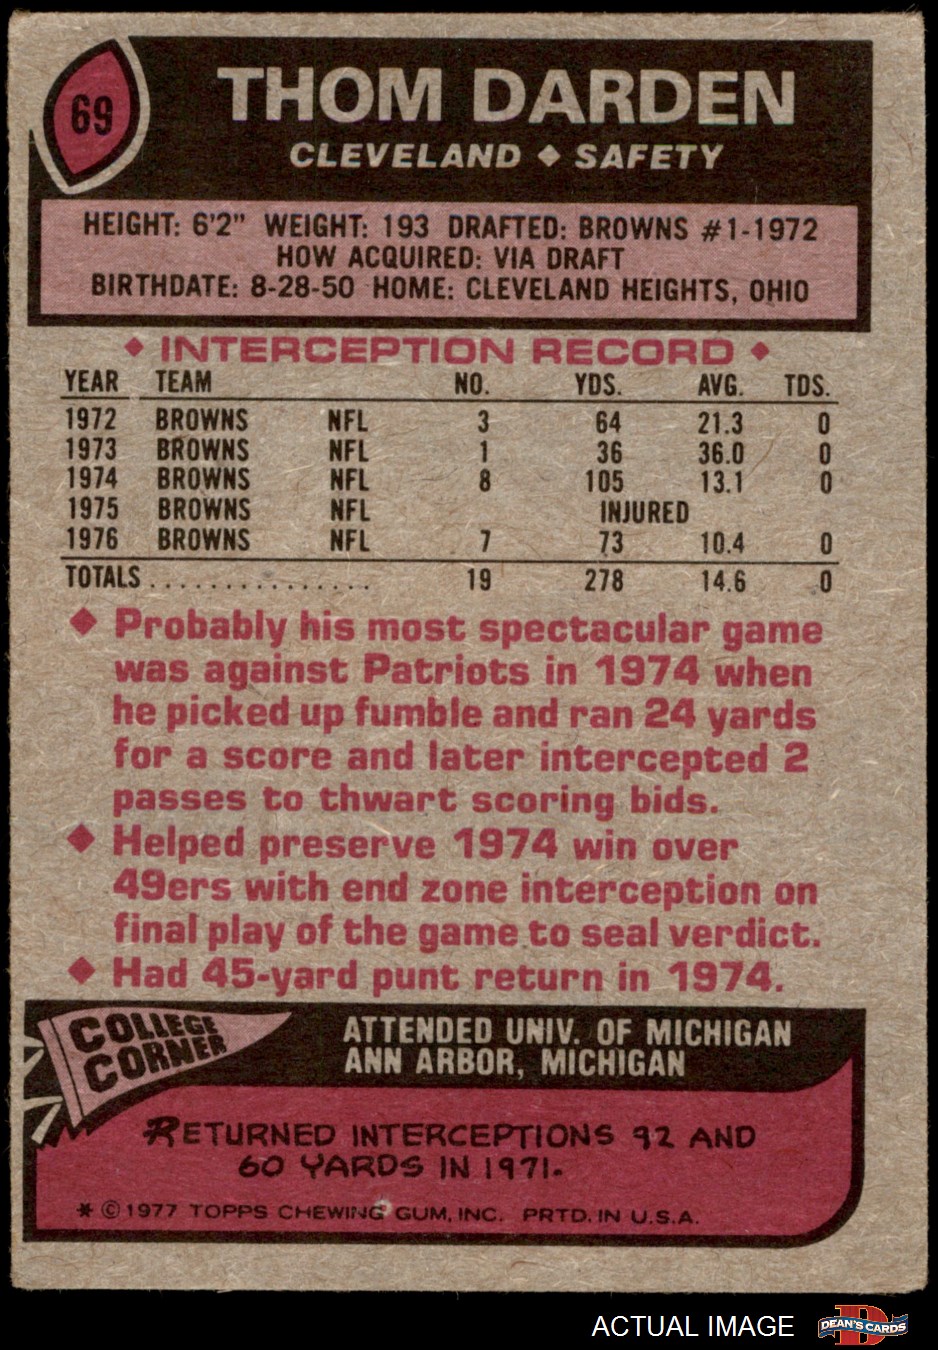 69
THOM DARDEN
CLEVELAND ◆ SAFETY
HEIGHT: 6'2" WEIGHT: 193 DRAFTED: BROWNS #1-1972
HOW ACQUIRED: VIA DRAFT
BIRTHDATE: 8-28-50 HOME: CLEVELAND HEIGHTS, OHIO
◆ INTERCEPTION RECORD ◆
YEAR TEAM NO. YDS. AVG. TDS.
1972 BROWNS NFL 3 64 21.3 0
1973 BROWNS NFL 1 36 36.0 0
1974 BROWNS NFL 8 105 13.1 0
1975 BROWNS NFL INJURED
1976 BROWNS NFL 7 73 10.4 0
TOTALS . . . . . . . . . . . . . . . 19 278 14.6 0
◆ Probably his most spectacular game
was against Patriots in 1974 when
he picked up fumble and ran 24 yards
for a score and later intercepted 2
passes to thwart scoring bids.
◆ Helped preserve 1974 win over
49ers with end zone interception on
final play of the game to seal verdict.
◆ Had 45-yard punt return in 1974.
COLLEGE
CORNER
ATTENDED UNIV. OF MICHIGAN
ANN ARBOR, MICHIGAN
RETURNED INTERCEPTIONS 92 AND
60 YARDS IN 1971.
* © 1977 TOPPS CHEWING GUM, INC. PRTD. IN U.S.A.
ACTUAL IMAGE
D
DEAN'S CARDS